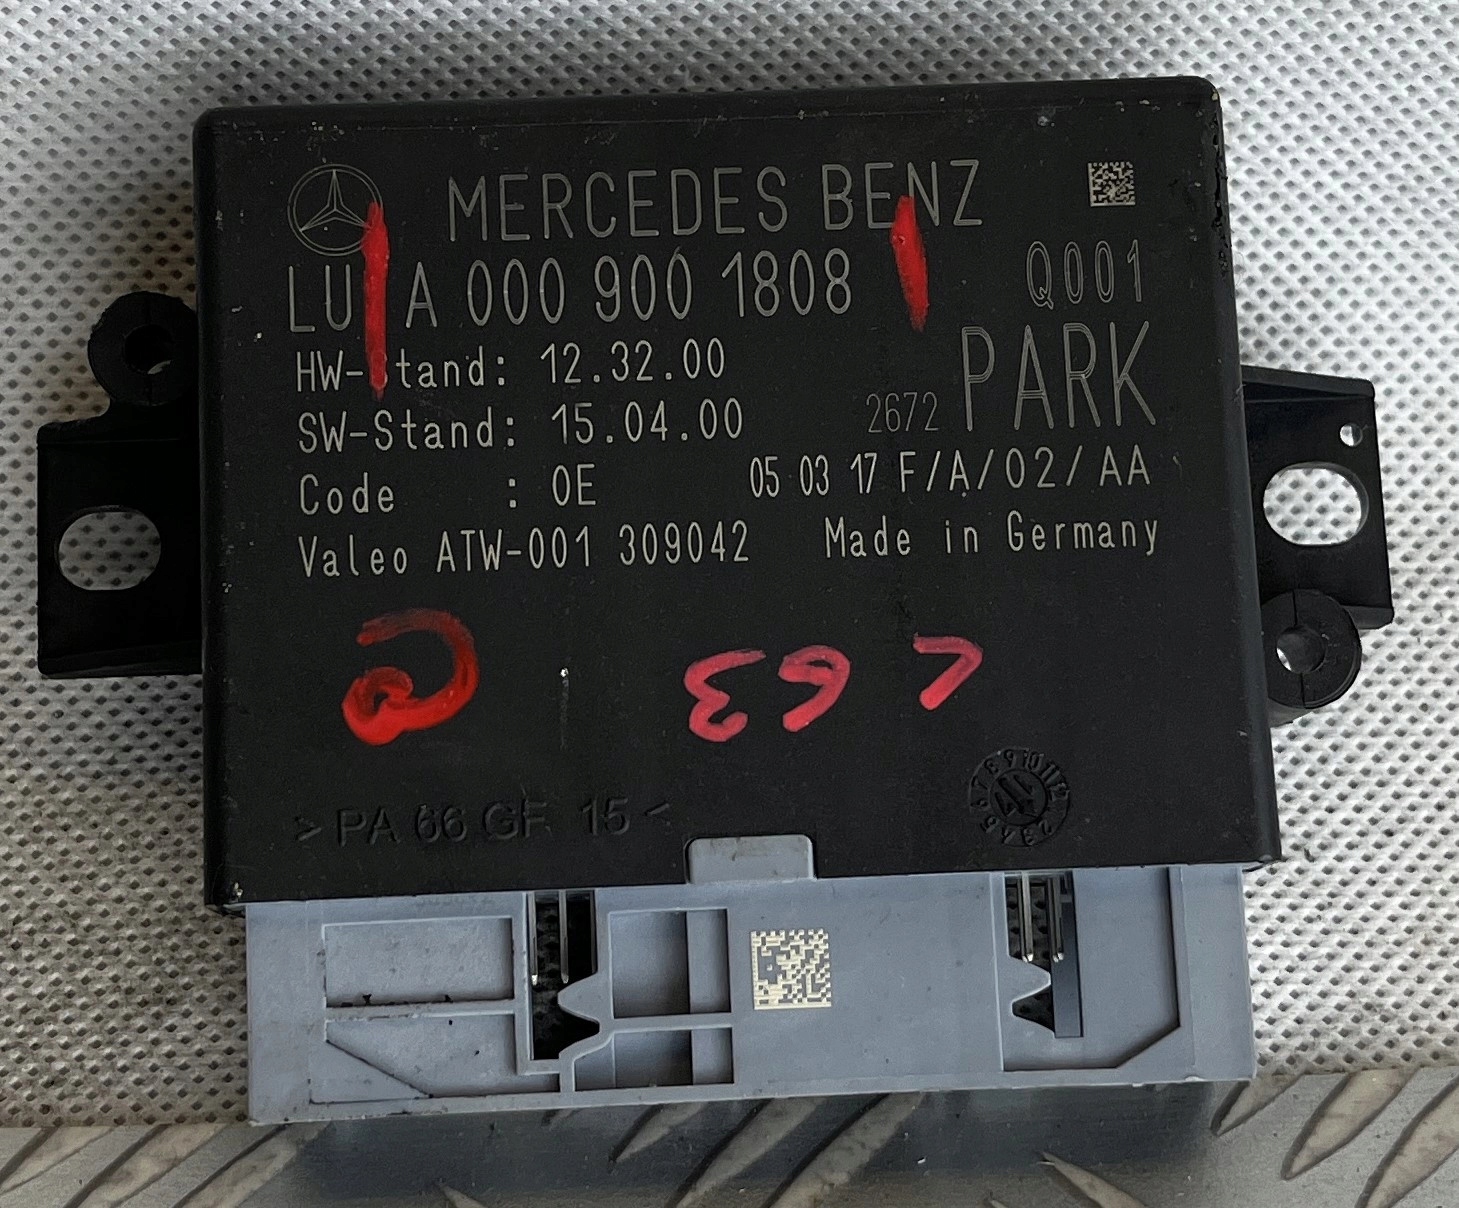 MERCEDES BENZ
LU A 000 900 1808 Q001
HW-Stand: 12.32.00
PARK
SW-Stand: 15.04.00 2672
Code : 0E 05 03 17 F/A/02/AA
Valeo ATW-001 309042 Made in Germany
>PA 66 GF 15<